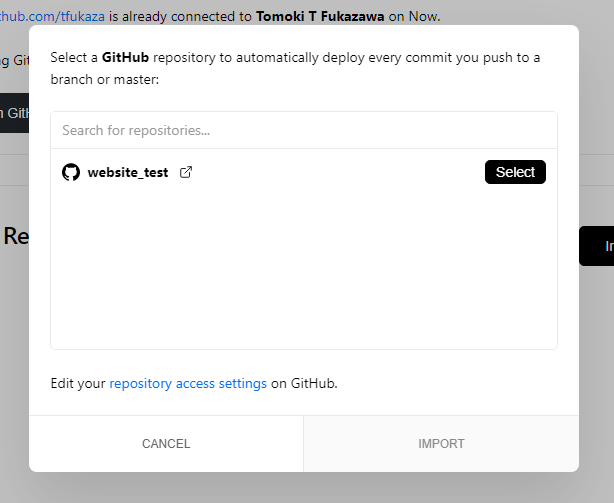 hub.com/tfukaza is already connected to Tomoki T Fukazawa on Now.
Select a GitHub repository to automatically deploy every commit you push to a
branch or master:
g Git
n GitH
Search for repositories...
website_test
Select
Re
Edit your repository access settings on GitHub.
CANCEL
IMPORT